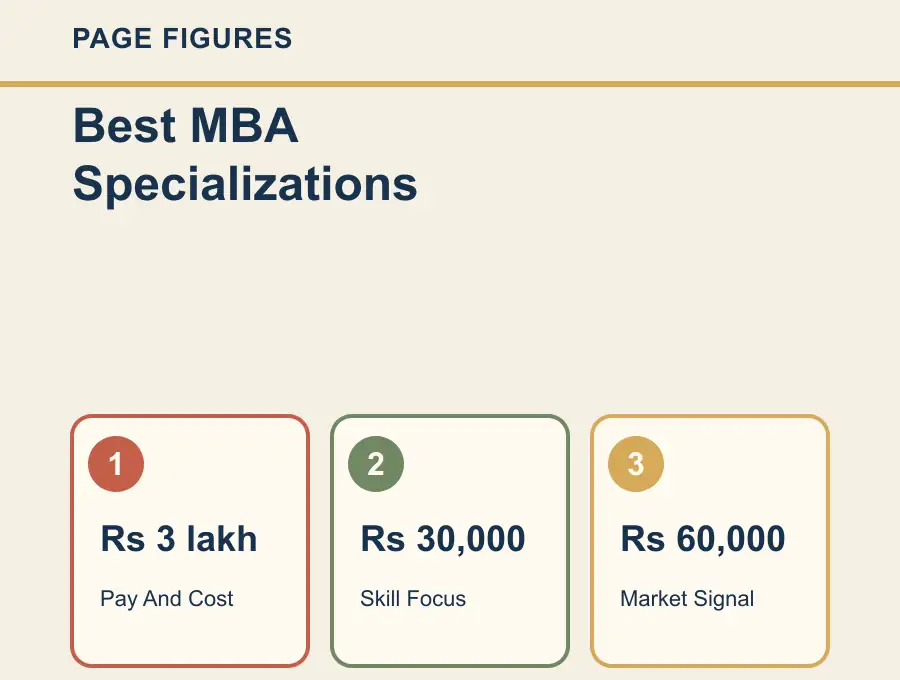 PAGE FIGURES
Best MBA
Specializations
1
Rs 3 lakh
Pay And Cost
2
Rs 30,000
Skill Focus
3
Rs 60,000
Market Signal